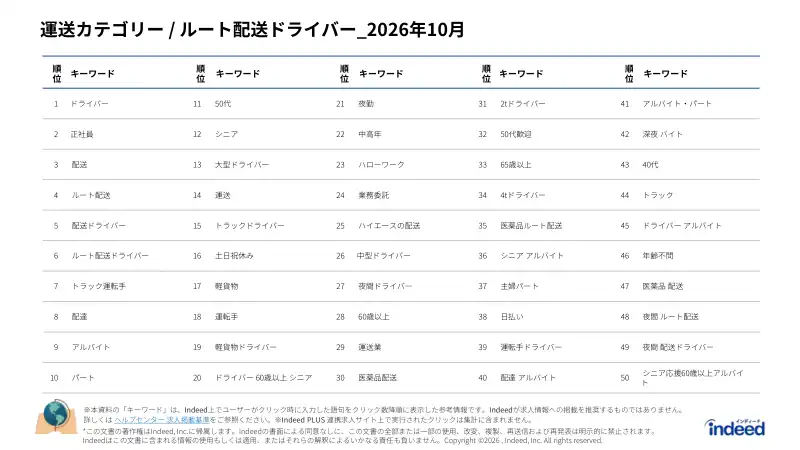 運送カテゴリー / ルート配送ドライバー_2026年10月
順位 キーワード 順位 キーワード 順位 キーワード 順位 キーワード 順位 キーワード
1 ドライバー 11 50代 21 夜勤 31 2tドライバー 41 アルバイト・パート
2 正社員 12 シニア 22 中高年 32 50代歓迎 42 深夜 バイト
3 配送 13 大型ドライバー 23 ハローワーク 33 65歳以上 43 40代
4 ルート配送 14 運送 24 業務委託 34 4tドライバー 44 トラック
5 配送ドライバー 15 トラックドライバー 25 ハイエースの配送 35 医薬品ルート配送 45 ドライバー アルバイト
6 ルート配送ドライバー 16 土日祝休み 26 中型ドライバー 36 シニア アルバイト 46 年齢不問
7 トラック運転手 17 軽貨物 27 夜間ドライバー 37 主婦パート 47 医薬品 配送
8 配達 18 運転手 28 60歳以上 38 日払い 48 夜間 ルート配送
9 アルバイト 19 軽貨物ドライバー 29 運送業 39 運転手ドライバー 49 夜間 配送ドライバー
10 パート 20 ドライバー 60歳以上 シニア 30 医薬品配送 40 配達 アルバイト 50 シニア応援60歳以上アルバイト
※本資料の「キーワード」は、Indeed上でユーザーがクリック時に入力した語句をクリック数降順に表示した参考情報です。Indeedが求人情報への掲載を推奨するものではありません。
詳しくは ヘルプセンター 求人掲載基準をご参照ください。※Indeed PLUS 連携求人サイト上で実行されたクリックは集計に含まれません。
*この文書の著作権はIndeed, Inc.に帰属します。Indeedの書面による同意なしに、この文書の全部または一部の使用、改変、複製、再送信および再発表は明示的に禁止されます。
Indeedはこの文書に含まれる情報の使用もしくは適用、またはそれらの解釈によるいかなる責任も負いません。Copyright ©2026 , Indeed, Inc. All rights reserved.
インディード
indeed